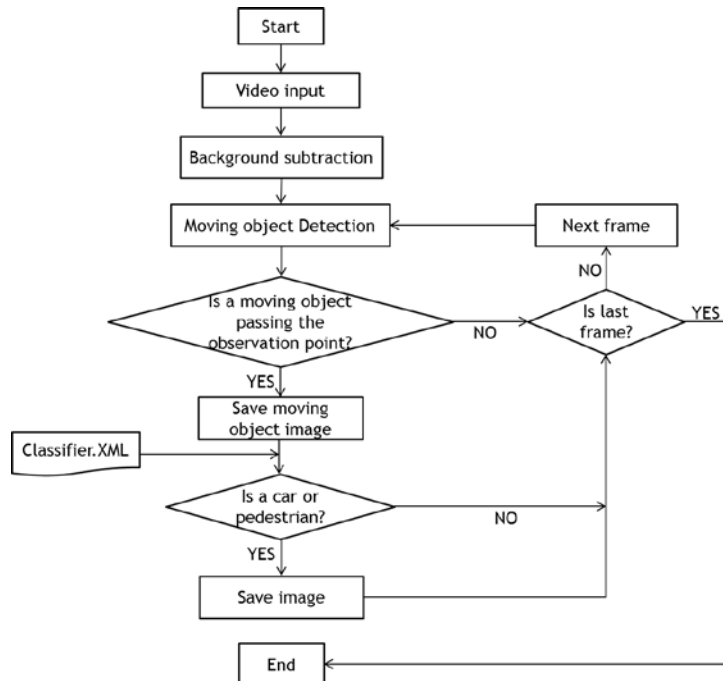 Start
Video input
Background subtraction
Moving object Detection
Next frame
NO
Is a moving object
passing the
observation point?
NO
Is last
frame?
YES
YES
Save moving
object image
Classifier.XML
Is a car or
pedestrian?
NO
YES
Save image
End